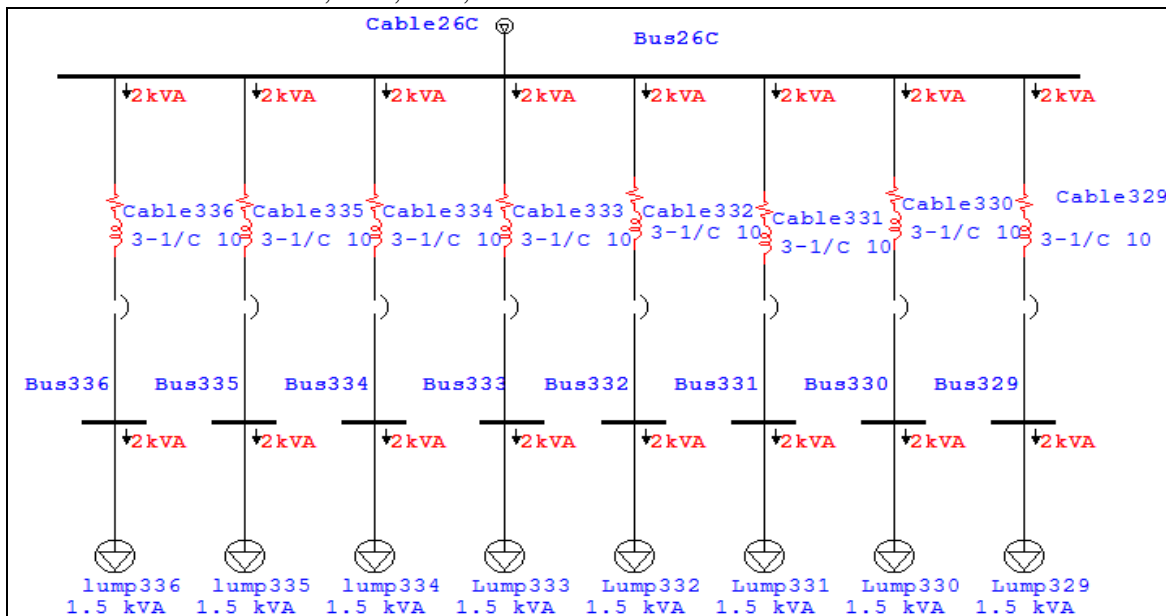 Cable26C
Bus26C
2kVA 2kVA 2kVA 2kVA 2kVA 2kVA 2kVA 2kVA
Cable336 Cable335 Cable334 Cable333 Cable332 Cable331 Cable330 Cable329
3-1/C 10 3-1/C 10 3-1/C 10 3-1/C 10 3-1/C 10 3-1/C 10 3-1/C 10 3-1/C 10
Bus336 Bus335 Bus334 Bus333 Bus332 Bus331 Bus330 Bus329
2kVA 2kVA 2kVA 2kVA 2kVA 2kVA 2kVA 2kVA
lump336 lump335 lump334 Lump333 Lump332 Lump331 Lump330 Lump329
1.5 kVA 1.5 kVA 1.5 kVA 1.5 kVA 1.5 kVA 1.5 kVA 1.5 kVA 1.5 kVA